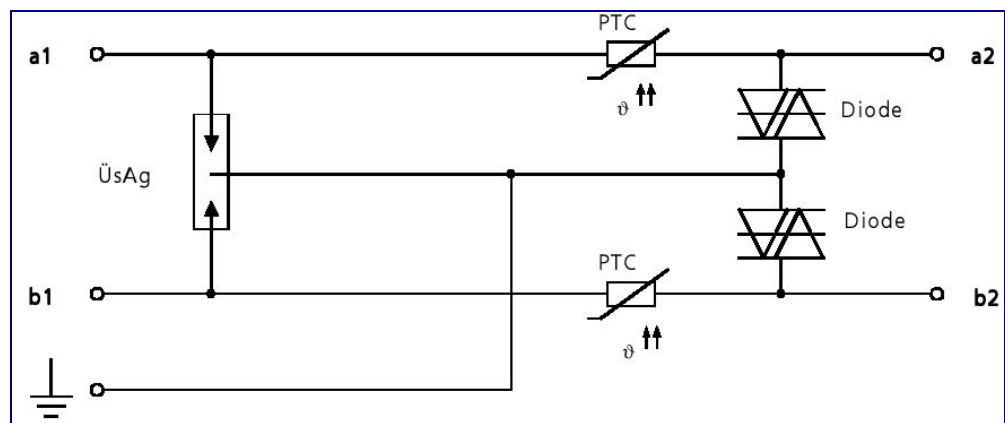 PTC
a1
a2
ϑ
Diode
ÜsAg
Diode
PTC
b1
b2
ϑ